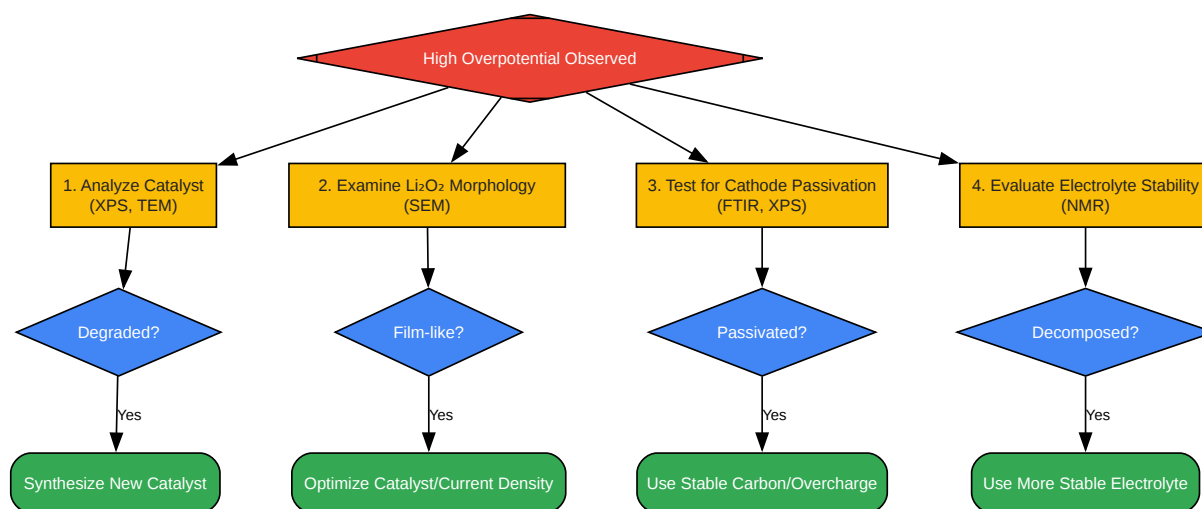 High Overpotential Observed
1. Analyze Catalyst
(XPS, TEM)
2. Examine Li₂O₂ Morphology
(SEM)
3. Test for Cathode Passivation
(FTIR, XPS)
4. Evaluate Electrolyte Stability
(NMR)
Degraded?
Film-like?
Passivated?
Decomposed?
Yes
Yes
Yes
Yes
Synthesize New Catalyst
Optimize Catalyst/Current Density
Use Stable Carbon/Overcharge
Use More Stable Electrolyte